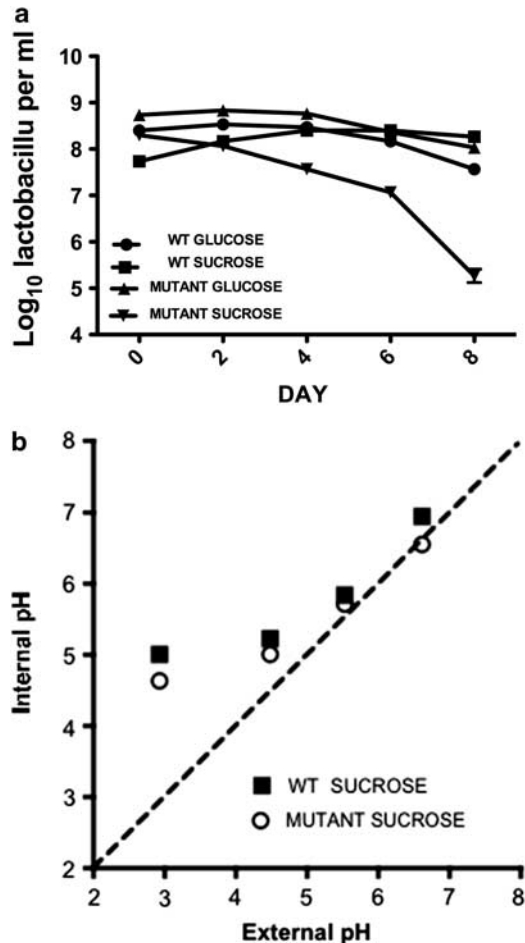 a
Log10 lactobacillu per ml
10
9
8
7
6
5
4
WT GLUCOSE
WT SUCROSE
MUTANT GLUCOSE
MUTANT SUCROSE
0 2 4 6 8
DAY
b
Internal pH
8
7
6
5
4
3
2
WT SUCROSE
MUTANT SUCROSE
2 3 4 5 6 7 8
External pH